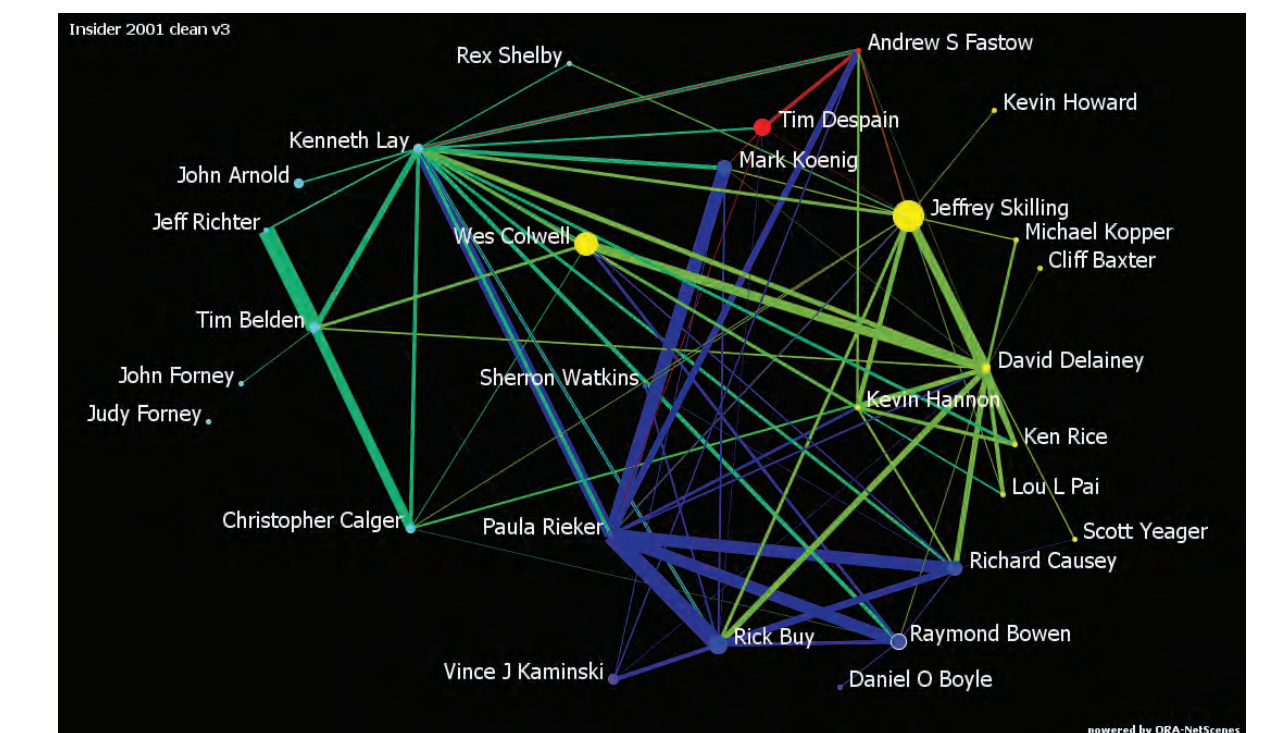 Insider 2001 clean v3
Andrew S Fastow
Rex Shelby
Kevin Howard
Tim Despain
Kenneth Lay
Mark Koenig
John Arnold
Jeffrey Skilling
Jeff Richter
Michael Kopper
Wes Colwell
Cliff Baxter
Tim Belden
David Delainey
John Forney
Sherron Watkins
Kevin Hannon
Judy Forney
Ken Rice
Lou L Pai
Christopher Calger
Paula Rieker
Scott Yeager
Richard Causey
Rick Buy
Raymond Bowen
Vince J Kaminski
Daniel O Boyle
powered by ORA-NetScenes